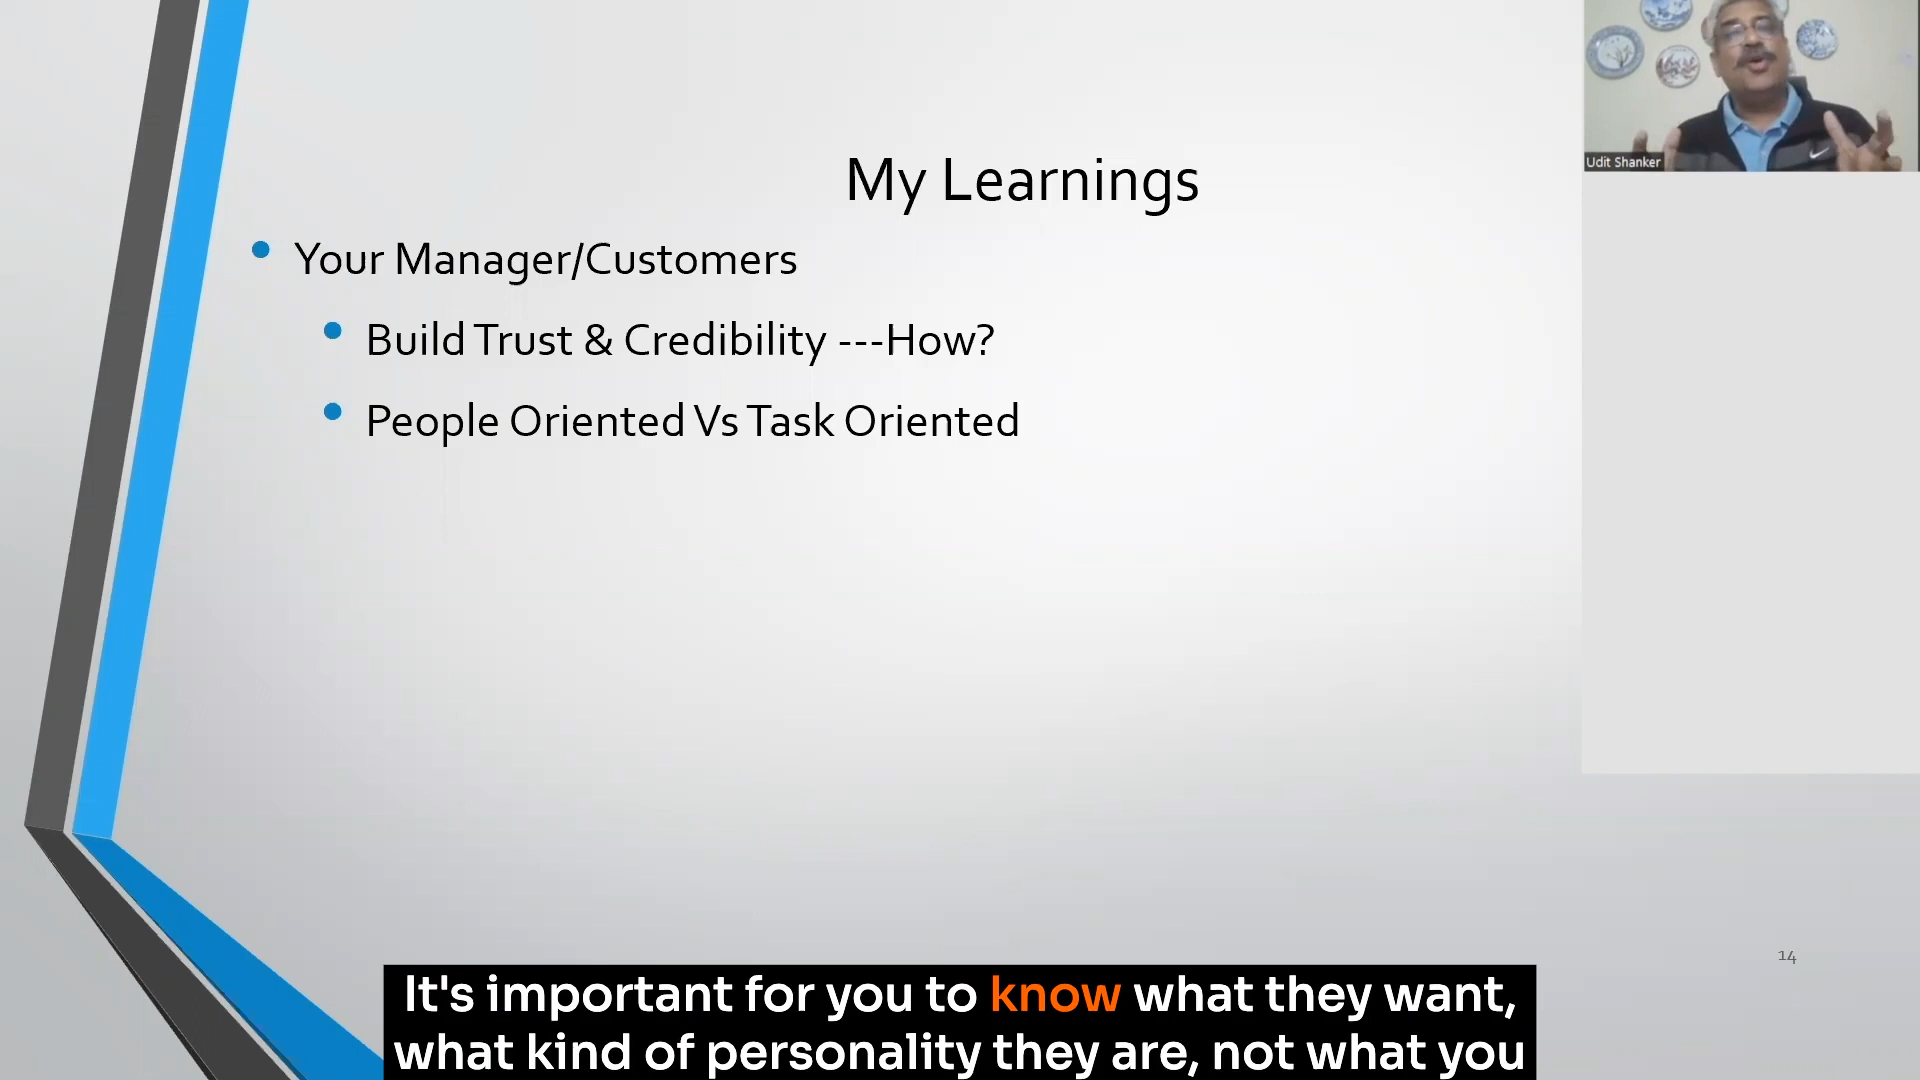 My Learnings
Your Manager/Customers
Build Trust & Credibility ---How?
People Oriented Vs Task Oriented
Udit Shanker
14
It's important for you to know what they want,
what kind of personality they are, not what you